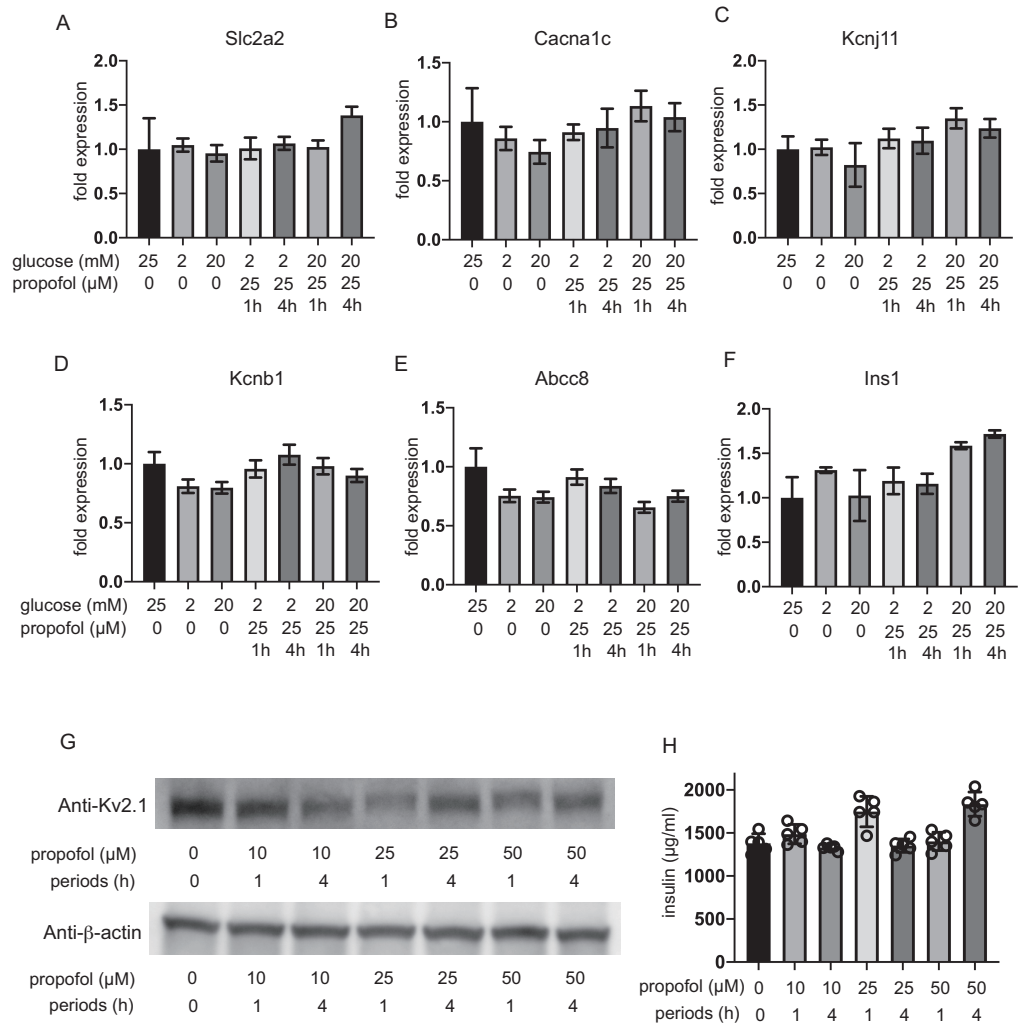 A
Slc2a2
fold expression
2.0
1.5
1.0
0.5
0.0
glucose (mM) 25 2 20 2 2 20 20
propofol (µM) 0 0 0 25 25 25 25
1h 4h 1h 4h
B
Cacna1c
fold expression
1.5
1.0
0.5
0.0
25 2 20 2 2 20 20
0 0 0 25 25 25 25
1h 4h 1h 4h
C
Kcnj11
fold expression
2.0
1.5
1.0
0.5
0.0
25 2 20 2 2 20 20
0 0 0 25 25 25 25
1h 4h 1h 4h
D
Kcnb1
fold expression
1.5
1.0
0.5
0.0
glucose (mM) 25 2 20 2 2 20 20
propofol (µM) 0 0 0 25 25 25 25
1h 4h 1h 4h
E
Abcc8
fold expression
1.5
1.0
0.5
0.0
25 2 20 2 2 20 20
0 0 0 25 25 25 25
1h 4h 1h 4h
F
Ins1
fold expression
2.0
1.5
1.0
0.5
0.0
25 2 20 2 2 20 20
0 0 0 25 25 25 25
1h 4h 1h 4h
G
Anti-Kv2.1
propofol (µM) 0 10 10 25 25 50 50
periods (h) 0 1 4 1 4 1 4
Anti-β-actin
propofol (µM) 0 10 10 25 25 50 50
periods (h) 0 1 4 1 4 1 4
H
insulin (µg/ml)
2000
1500
1000
500
0
propofol (µM) 0 10 10 25 25 50 50
periods (h) 0 1 4 1 4 1 4